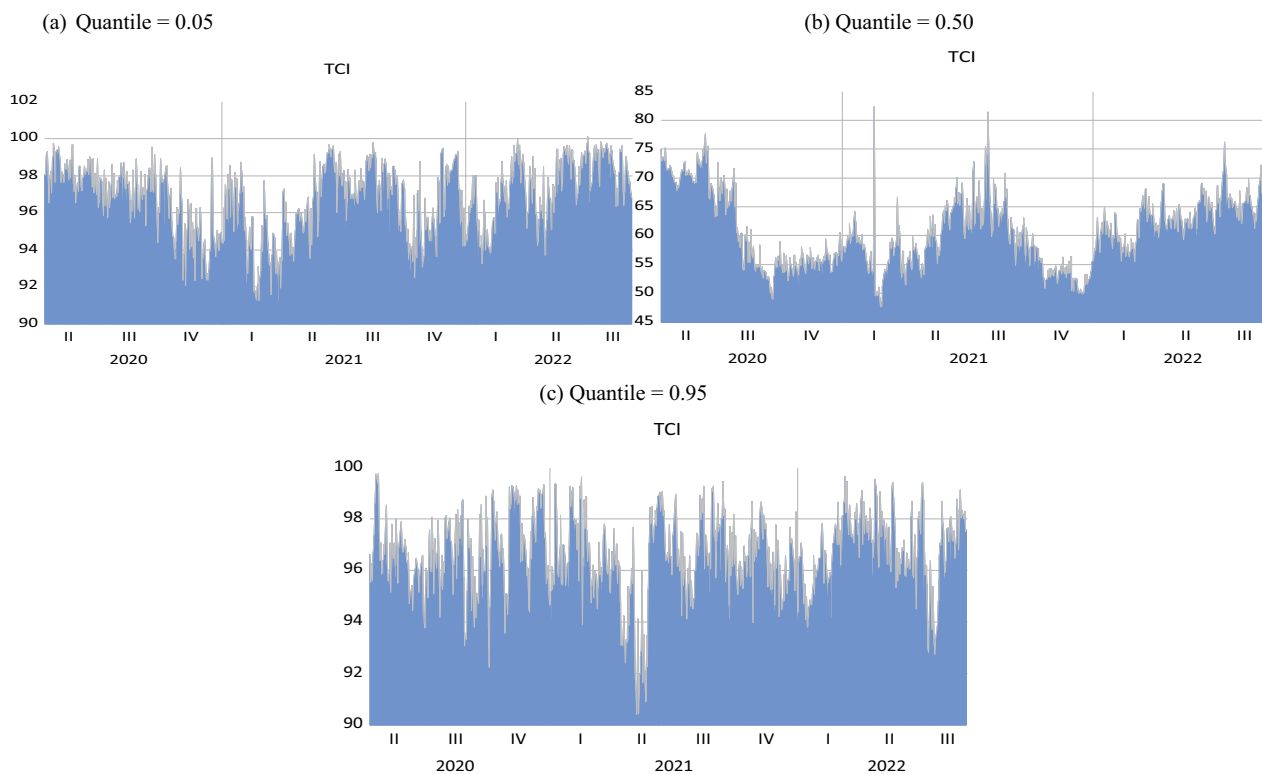 (a) Quantile = 0.05
TCI
102
100
98
96
94
92
90
II III IV I II III IV I II III
2020 2021 2022
(b) Quantile = 0.50
TCI
85
80
75
70
65
60
55
50
45
II III IV I II III IV I II III
2020 2021 2022
(c) Quantile = 0.95
TCI
100
98
96
94
92
90
II III IV I II III IV I II III
2020 2021 2022